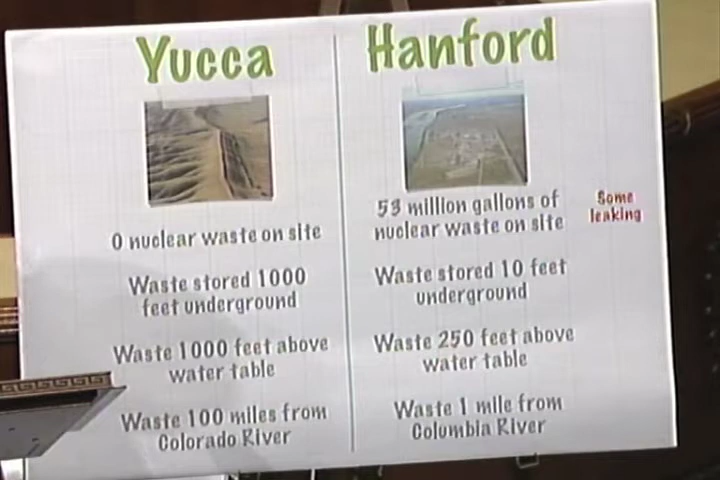 Yucca
0 nuclear waste on site
Waste stored 1000
feet underground
Waste 1000 feet above
water table
Waste 100 miles from
Colorado River
Hanford
53 million gallons of
nuclear waste on site
Some
leaking
Waste stored 10 feet
underground
Waste 250 feet above
water table
Waste 1 mile from
Columbia River